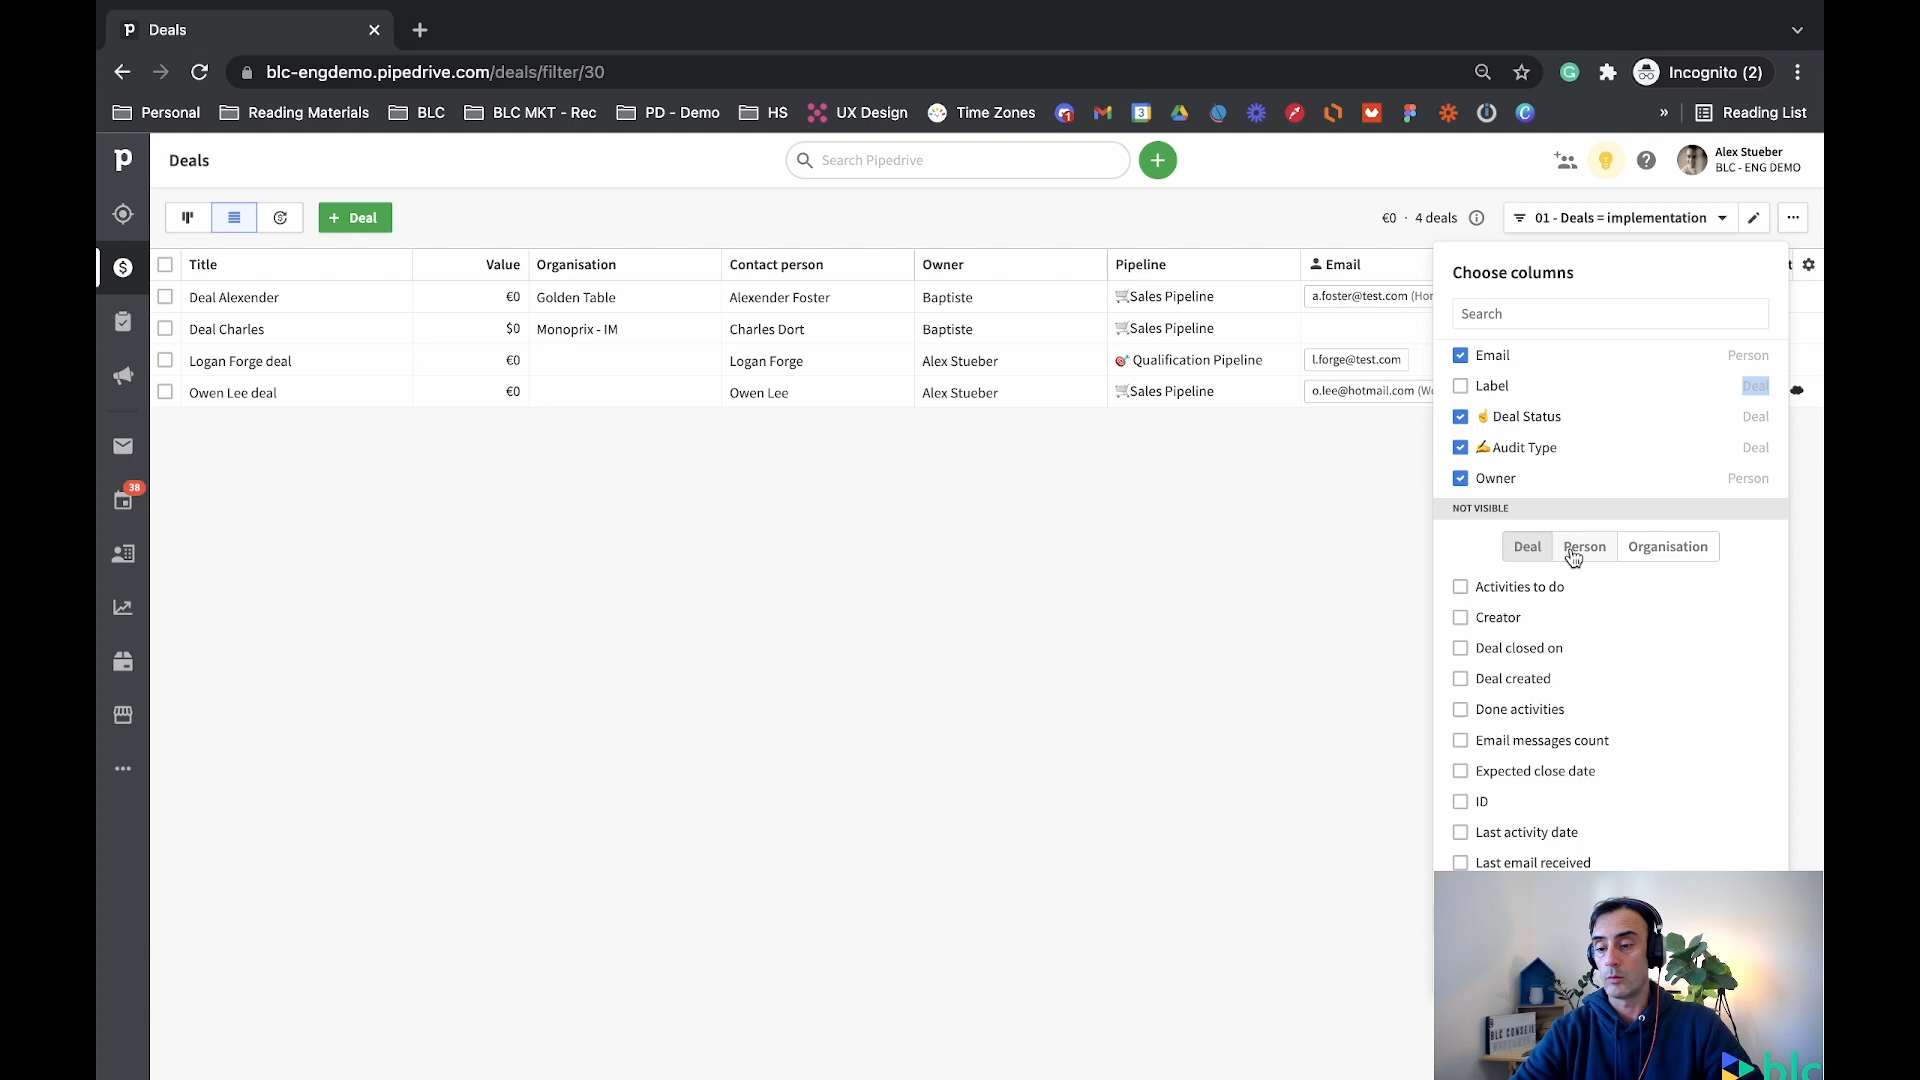 Deals
blc-engdemo.pipedrive.com/deals/filter/30
Incognito (2)
Personal
Reading Materials
BLC
BLC MKT - Rec
PD - Demo
HS
UX Design
Time Zones
»
Reading List
Deals
Search Pipedrive
Alex Stueber
BLC - ENG DEMO
+ Deal
€0 · 4 deals
01 - Deals = implementation
Title Value Organisation Contact person Owner Pipeline Email
Deal Alexender €0 Golden Table Alexender Foster Baptiste 🛒Sales Pipeline a.foster@test.com (Hor
Deal Charles $0 Monoprix - IM Charles Dort Baptiste 🛒Sales Pipeline
Logan Forge deal €0 Logan Forge Alex Stueber 🎯 Qualification Pipeline l.forge@test.com
Owen Lee deal €0 Owen Lee Alex Stueber 🛒Sales Pipeline o.lee@hotmail.com (Wo
38
Choose columns
Search
Email Person
Label Deal
☝Deal Status Deal
✍Audit Type Deal
Owner Person
NOT VISIBLE
Deal Person Organisation
Activities to do
Creator
Deal closed on
Deal created
Done activities
Email messages count
Expected close date
ID
Last activity date
Last email received
BLC CONSEIL
blc